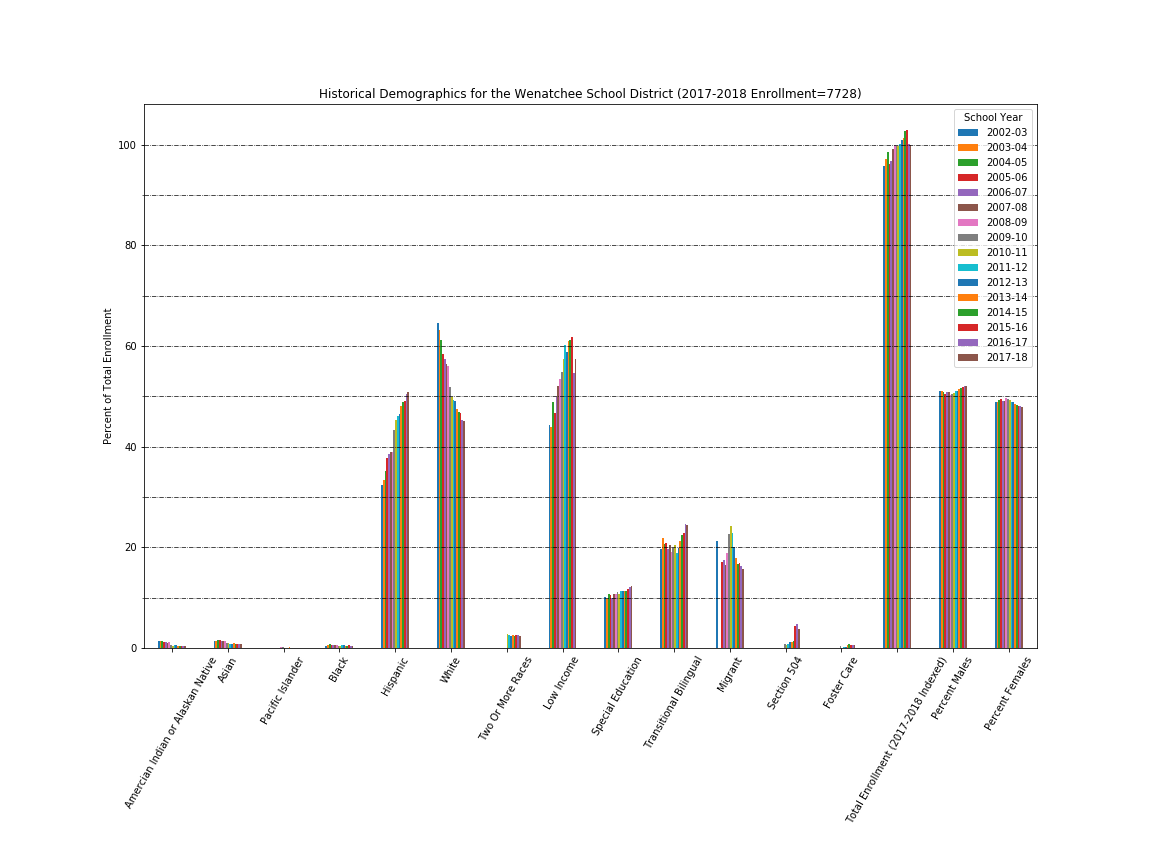 Historical Demographics for the Wenatchee School District (2017-2018 Enrollment=7728)
Percent of Total Enrollment
100
80
60
40
20
0
School Year
2002-03
2003-04
2004-05
2005-06
2006-07
2007-08
2008-09
2009-10
2010-11
2011-12
2012-13
2013-14
2014-15
2015-16
2016-17
2017-18
Amercian Indian or Alaskan Native
Asian
Pacific Islander
Black
Hispanic
White
Two Or More Races
Low Income
Special Education
Transitional Bilingual
Migrant
Section 504
Foster Care
Total Enrollment (2017-2018 Indexed)
Percent Males
Percent Females